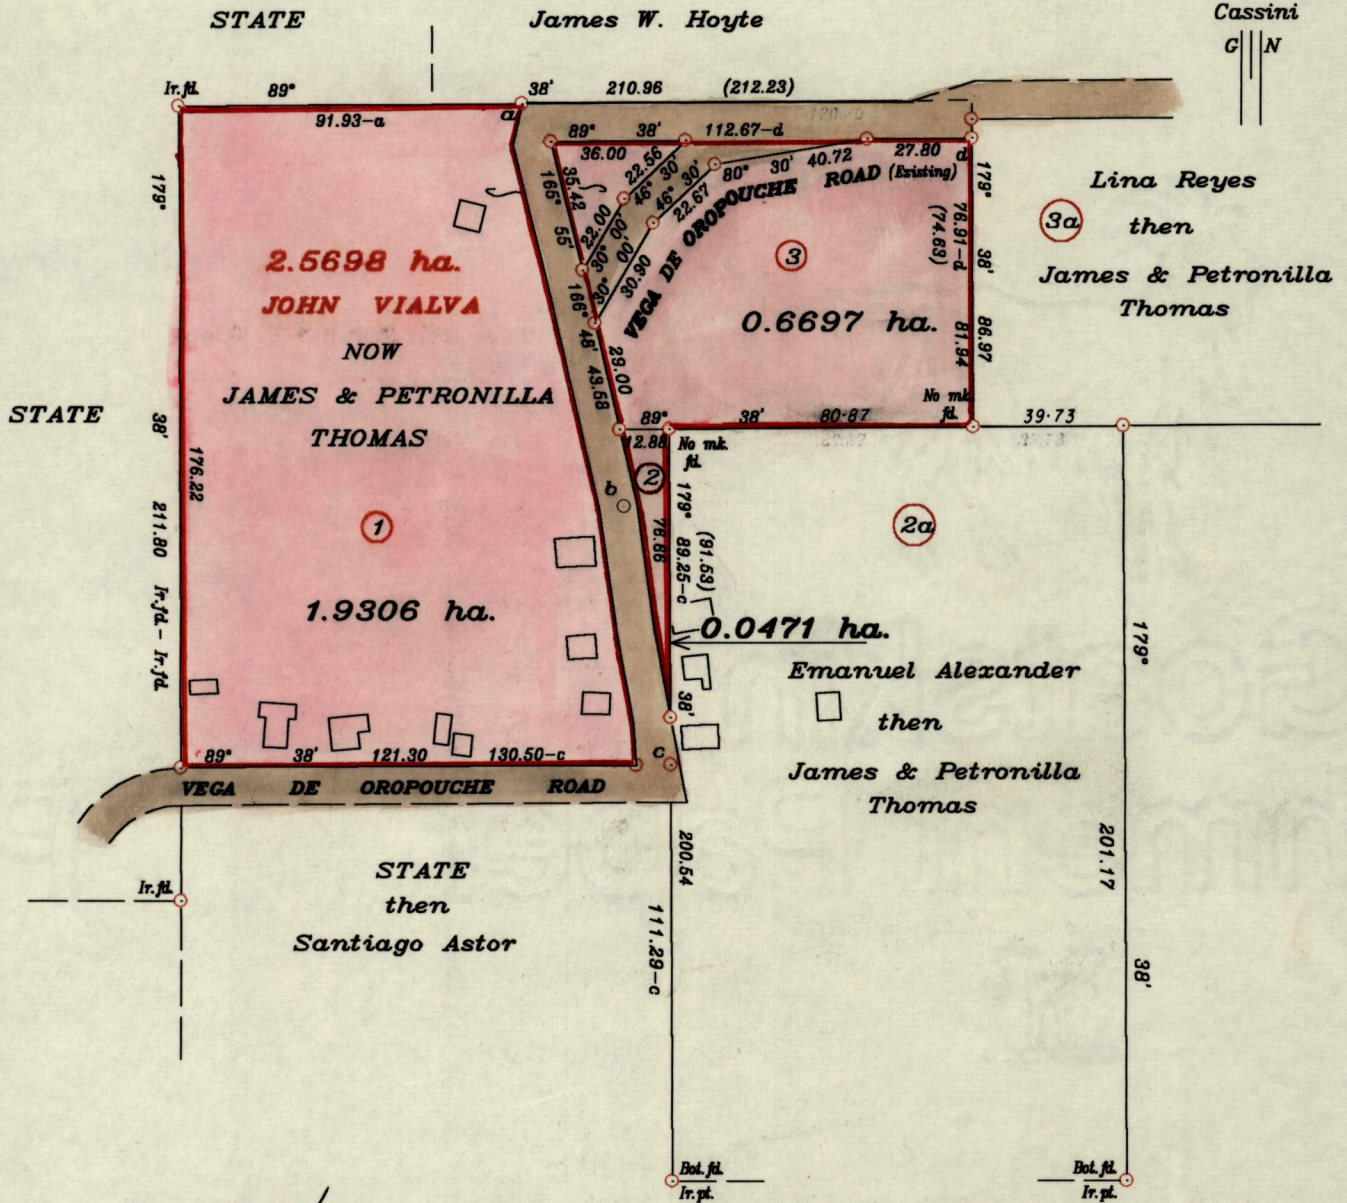 STATE
James W. Hoyte
Cassini
G N
Ir.fd.
89°
38'
210.96
(212.23)
91.93-a
a
89° 38' 112.67-d
36.00
22.56
46° 30'
22.00
30° 00'
35.42
165° 55'
46° 30'
22.67
80° 30' 40.72
27.80
d
VEGA DE OROPOUCHE ROAD (Existing)
30° 00'
30.90
179° 38'
76.91-d
(74.63)
86.97
81.94
Lina Reyes
3a
then
James & Petronilla
Thomas
179° 38'
2.5698 ha.
JOHN VIALVA
NOW
JAMES & PETRONILLA
THOMAS
3
0.6697 ha.
166° 48'
29.00
43.58
STATE
No mk.
fd.
89° 38' 80.87
39.73
12.88
No mk.
fd.
176.22
211.80 Ir.fd - Ir.fd.
1
b
2
76.86
179° 38'
89.25-c
(91.53)
2a
1.9306 ha.
0.0471 ha.
Emanuel Alexander
then
James & Petronilla
Thomas
179° 38'
201.17
89° 38' 121.30 130.50-c
c
VEGA DE OROPOUCHE ROAD
200.54
111.29-c
STATE
then
Santiago Astor
Ir.fd.
Bot.fd.
Ir.pt.
Bot.fd.
Ir.pt.